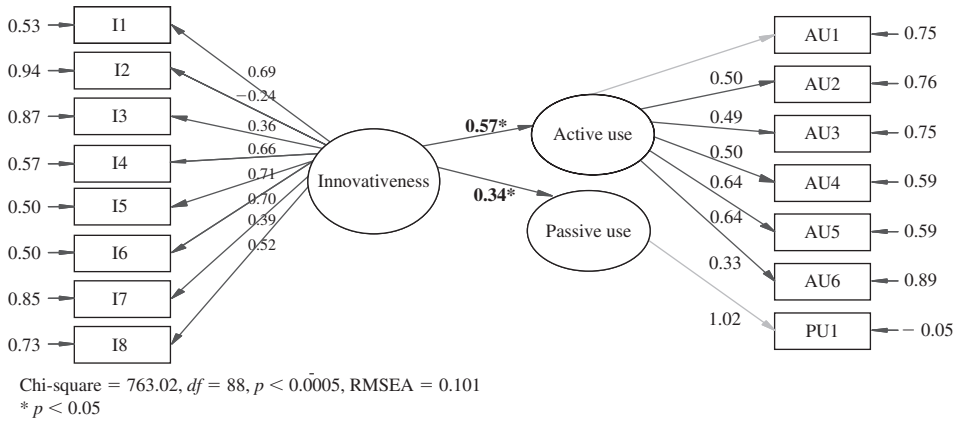 0.53 I1
0.94 I2
0.87 I3
0.57 I4
0.50 I5
0.50 I6
0.85 I7
0.73 I8
0.69
−0.24
0.36
0.66
0.71
0.70
0.39
0.52
Innovativeness
0.57*
0.34*
Active use
Passive use
0.50
0.49
0.50
0.64
0.64
0.33
1.02
AU1 0.75
AU2 0.76
AU3 0.75
AU4 0.59
AU5 0.59
AU6 0.89
PU1 − 0.05
Chi-square = 763.02, df = 88, p < 0.0005, RMSEA = 0.101
* p < 0.05